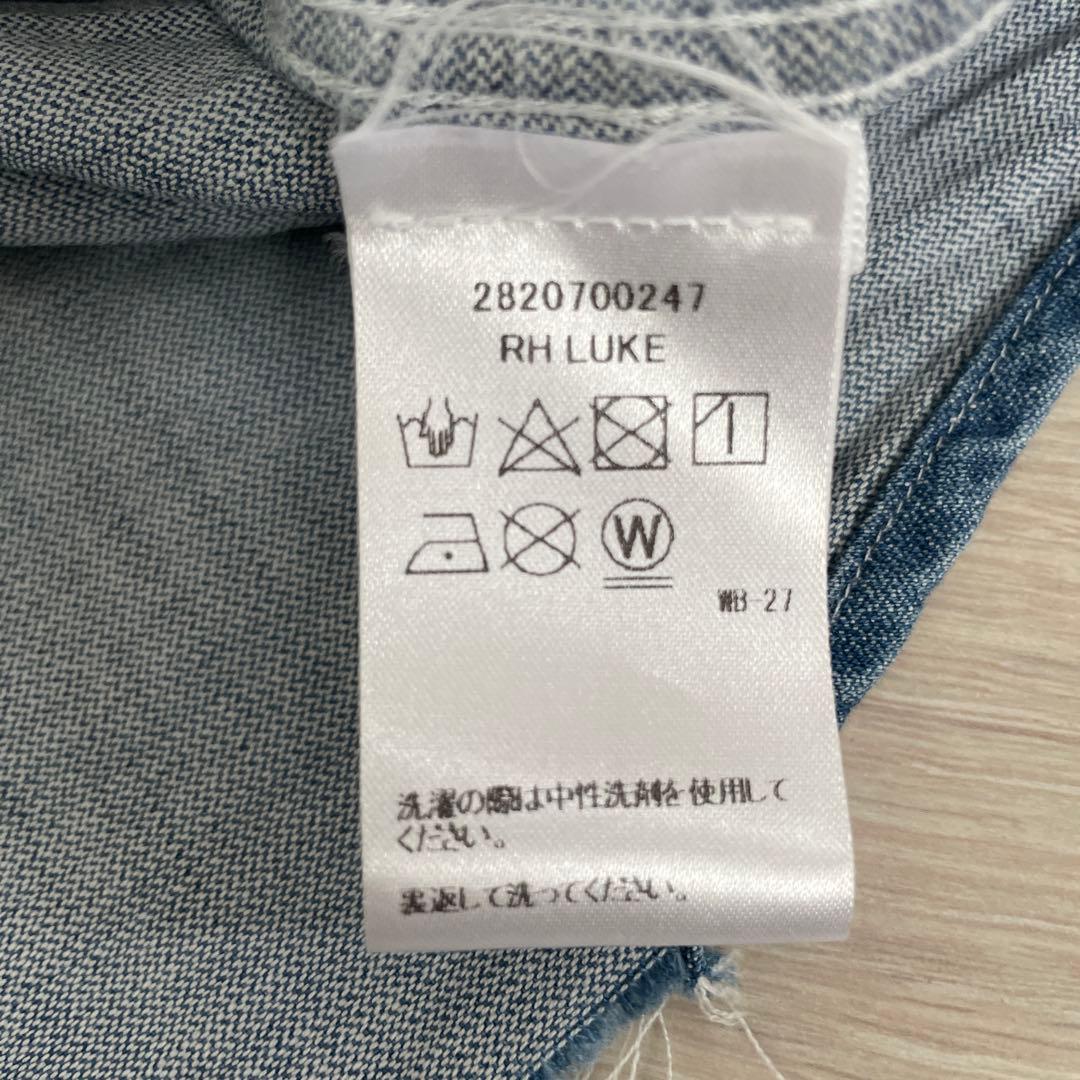 2820700247
RH LUKE
W
WB-27
洗濯の際は中性洗剤を使用して
ください。
裏返して洗ってください。